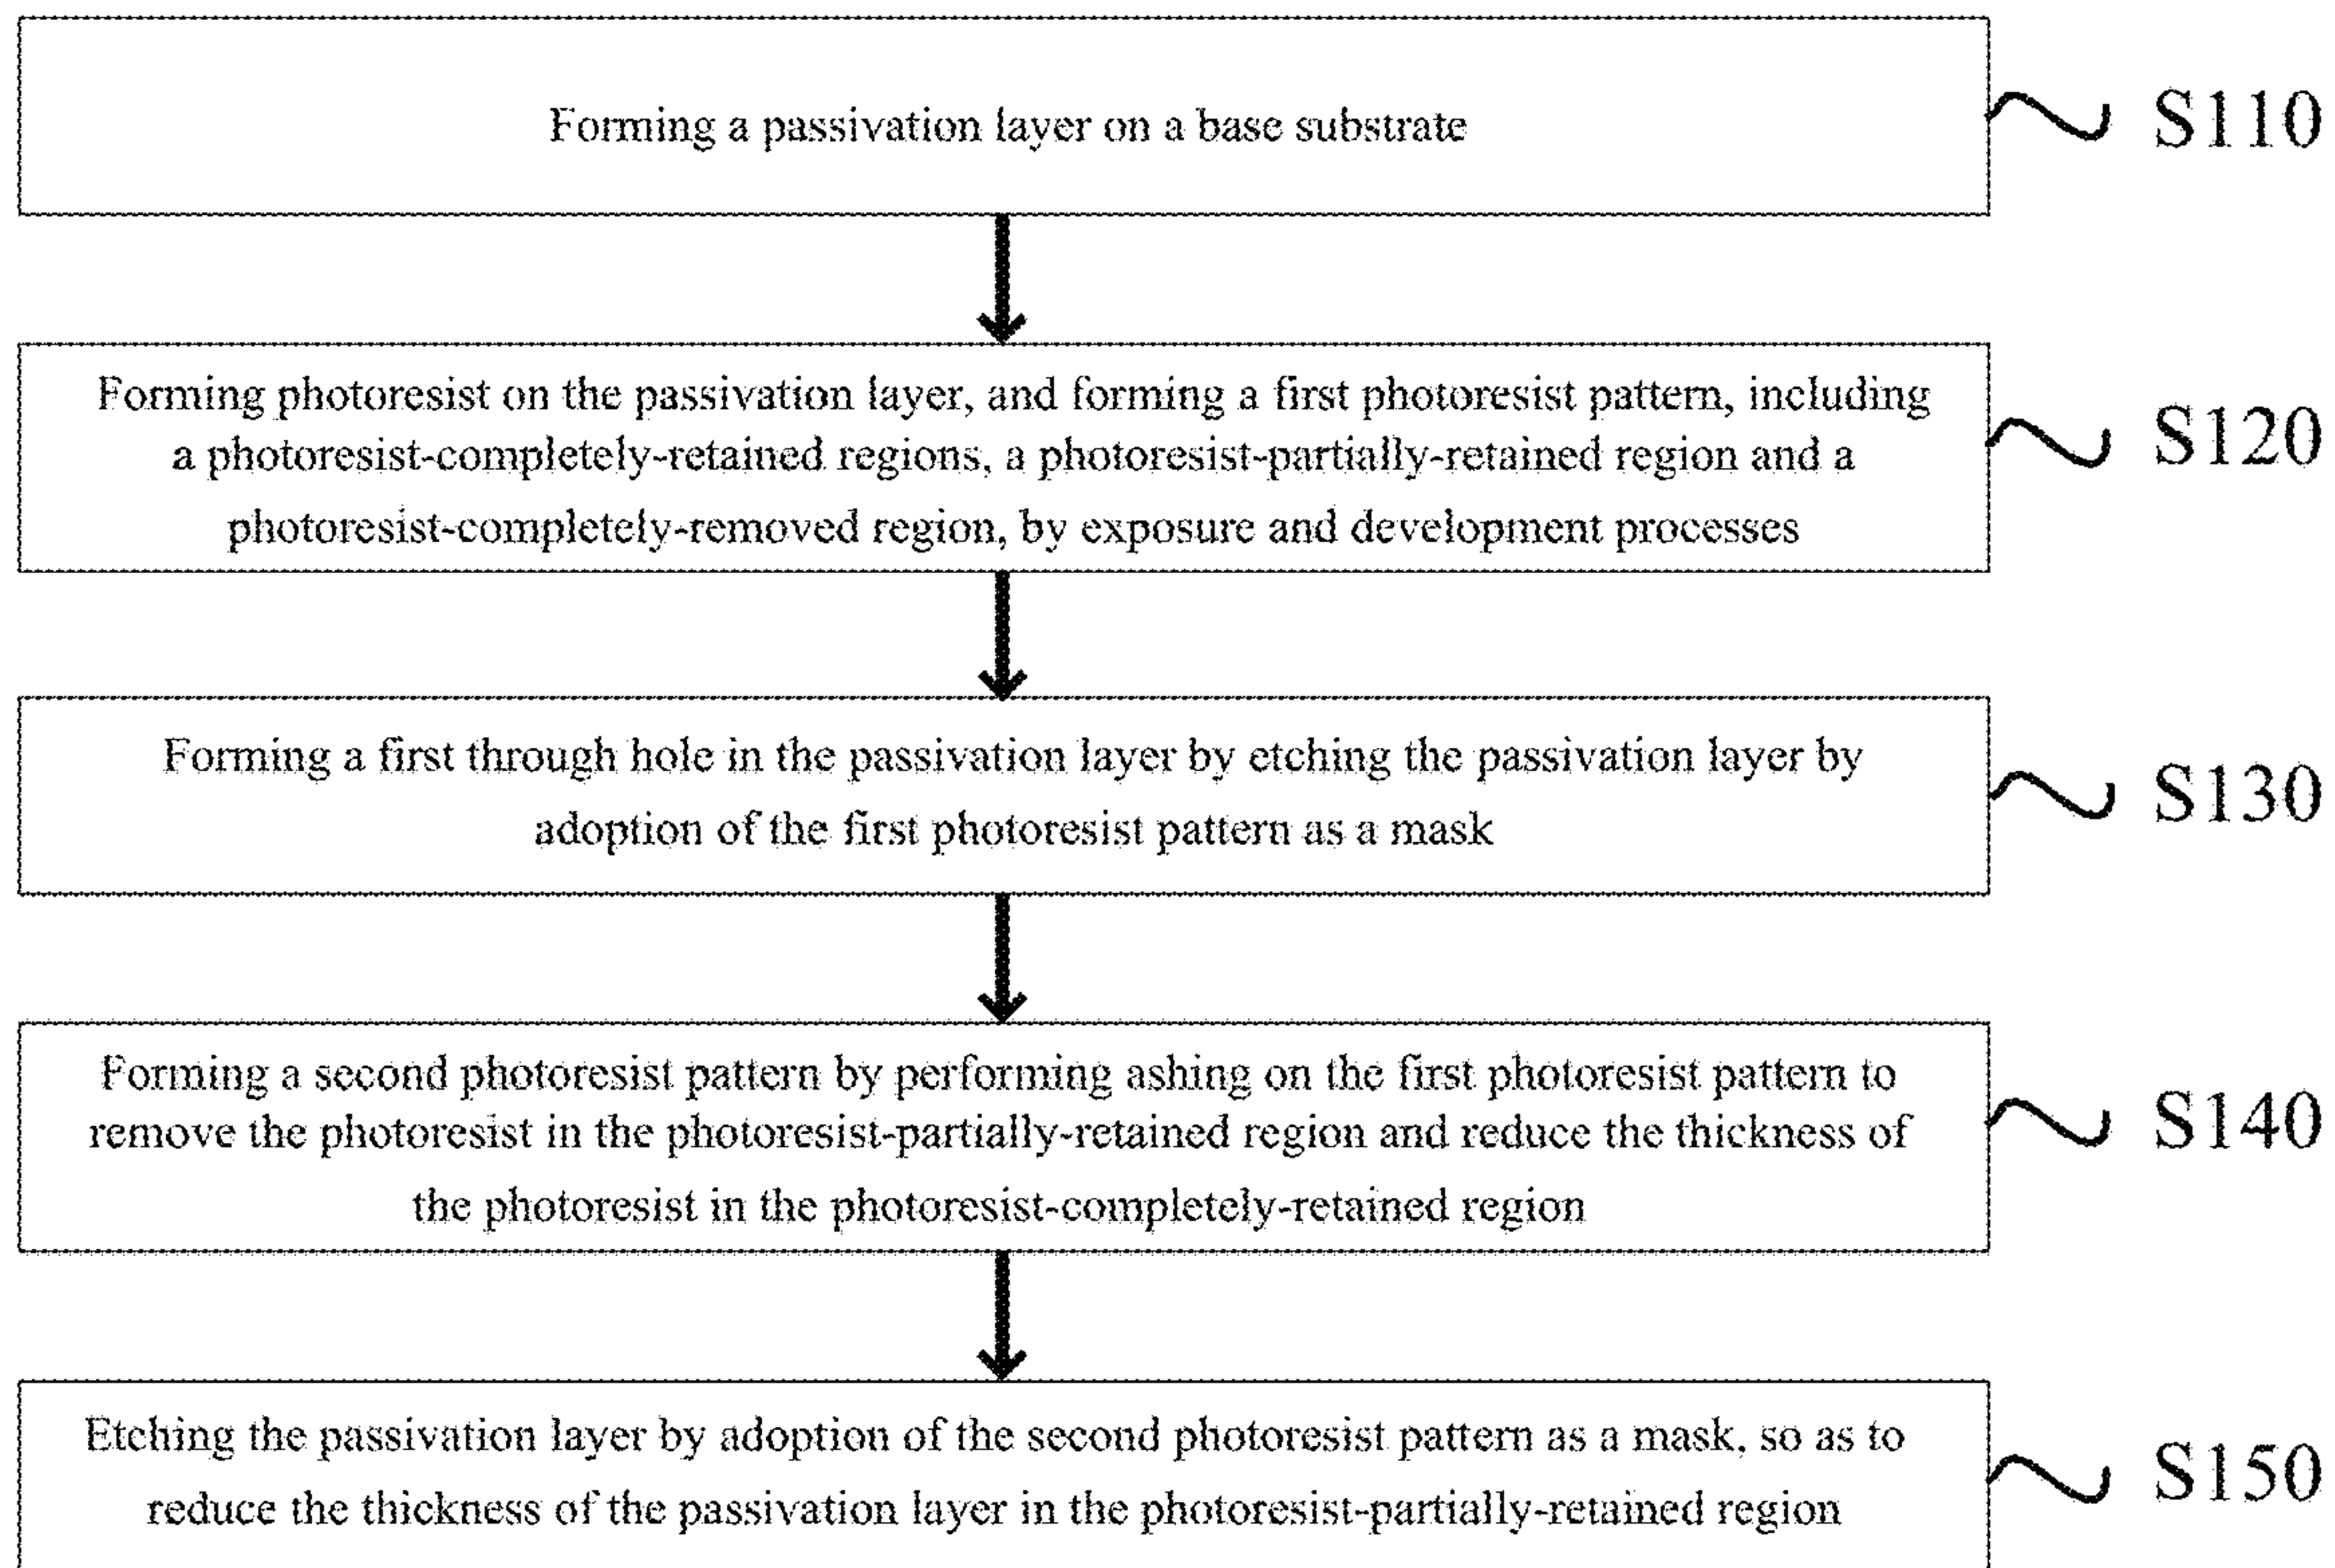 Forming a passivation layer on a base substrate
S110
Forming photoresist on the passivation layer, and forming a first photoresist pattern, including
a photoresist-completely-retained regions, a photoresist-partially-retained region and a
photoresist-completely-removed region, by exposure and development processes
S120
Forming a first through hole in the passivation layer by etching the passivation layer by
adoption of the first photoresist pattern as a mask
S130
Forming a second photoresist pattern by performing ashing on the first photoresist pattern to
remove the photoresist in the photoresist-partially-retained region and reduce the thickness of
the photoresist in the photoresist-completely-retained region
S140
Etching the passivation layer by adoption of the second photoresist pattern as a mask, so as to
reduce the thickness of the passivation layer in the photoresist-partially-retained region
S150